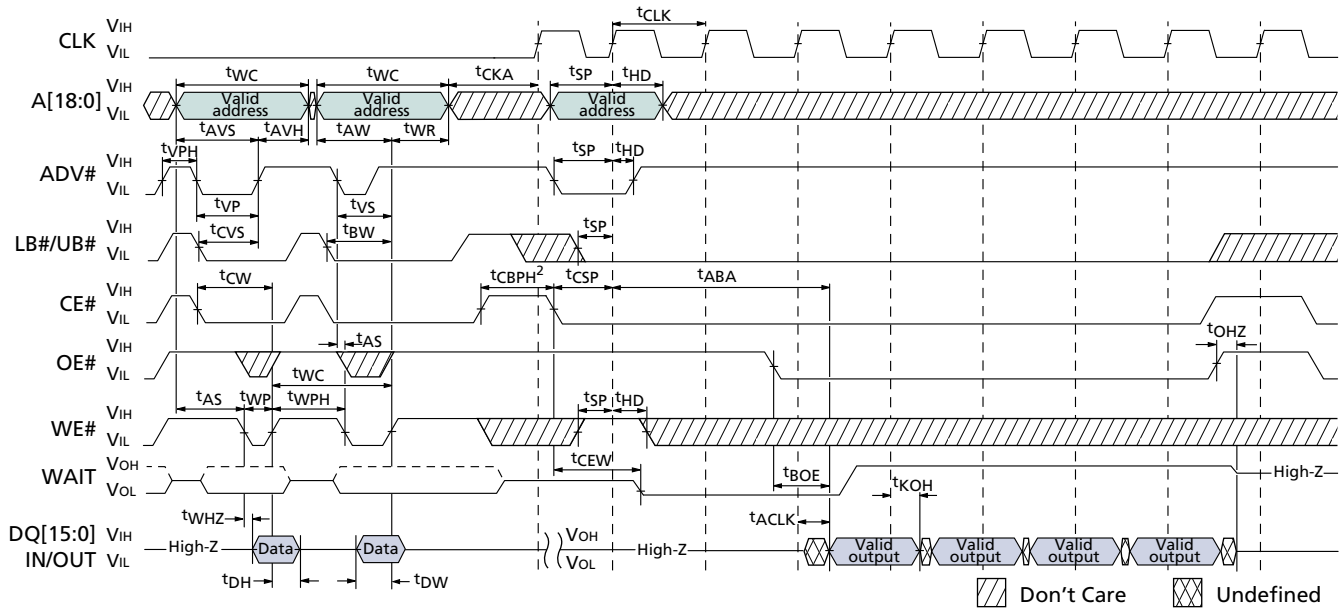 CLK VIH VIL tCLK
A[18:0] VIH VIL tWC tWC tCKA tSP tHD
Valid address Valid address Valid address
tAVS tAVH tAW tWR
ADV# VIH VIL tVPH tSP tHD
tVP tVS
LB#/UB# VIH VIL tCVS tBW tSP
CE# VIH VIL tCW tCBPH2 tCSP tABA
OE# VIH VIL tAS tOHZ
tWC
WE# VIH VIL tAS tWP tWPH tSP tHD
WAIT VOH VOL tCEW tBOE tKOH High-Z
tWHZ tACLK
DQ[15:0] IN/OUT VIH VIL High-Z Data Data VOH VOL High-Z Valid output Valid output Valid output Valid output
tDH tDW
Don't Care Undefined